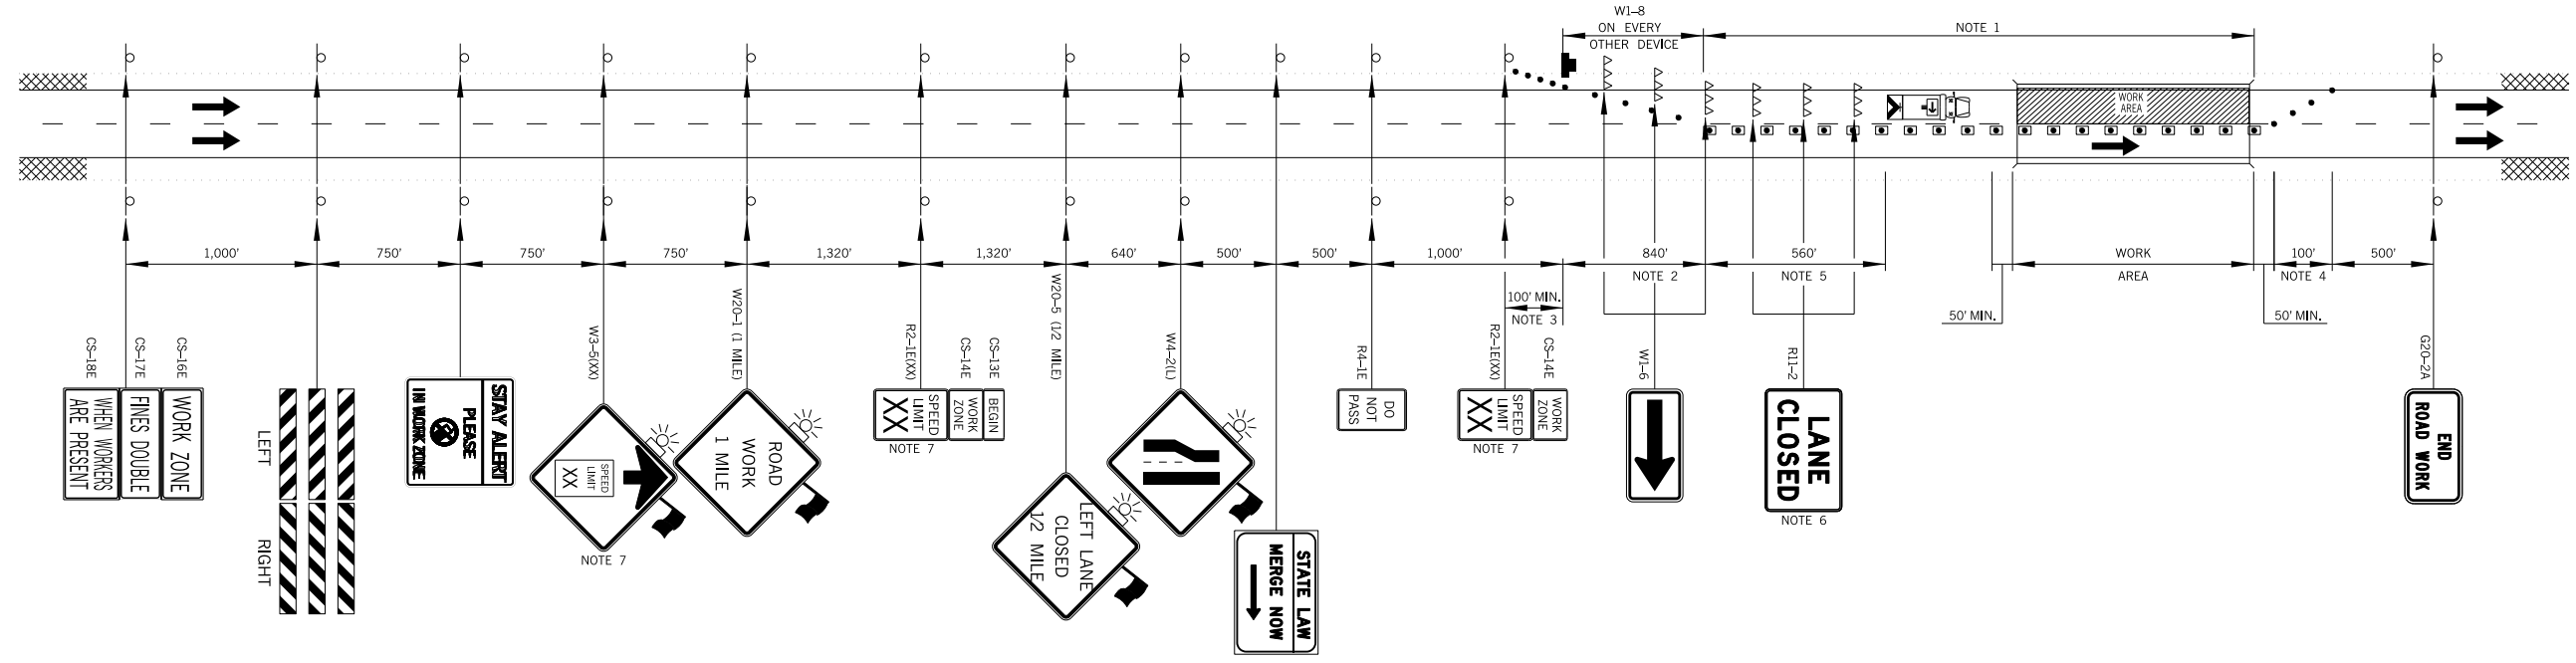 W1-8
ON EVERY
OTHER DEVICE
NOTE 1
WORK
AREA
1,000'
750'
750'
750'
1,320'
1,320'
640'
500'
500'
1,000'
840'
NOTE 2
560'
NOTE 5
WORK
AREA
100'
NOTE 4
500'
100' MIN.
NOTE 3
50' MIN.
50' MIN.
CS-18E
CS-17E
CS-16E
WORK ZONE
FINES DOUBLE
WHEN WORKERS
ARE PRESENT
LEFT
RIGHT
STAY ALERT
PLEASE
IN WORK ZONE
W3-5(XX)
SPEED
LIMIT
XX
NOTE 7
W20-1 (1 MILE)
ROAD
WORK
1 MILE
R2-1E(XX)
CS-14E
CS-13E
BEGIN
WORK
ZONE
SPEED
LIMIT
XX
NOTE 7
W20-5 (1/2 MILE)
LEFT LANE
CLOSED
1/2 MILE
W4-2(L)
STATE LAW
MERGE NOW
R4-1E
DO
NOT
PASS
R2-1E(XX)
CS-14E
WORK
ZONE
SPEED
LIMIT
XX
NOTE 7
W1-6
R11-2
LANE
CLOSED
NOTE 6
G20-2A
END
ROAD WORK